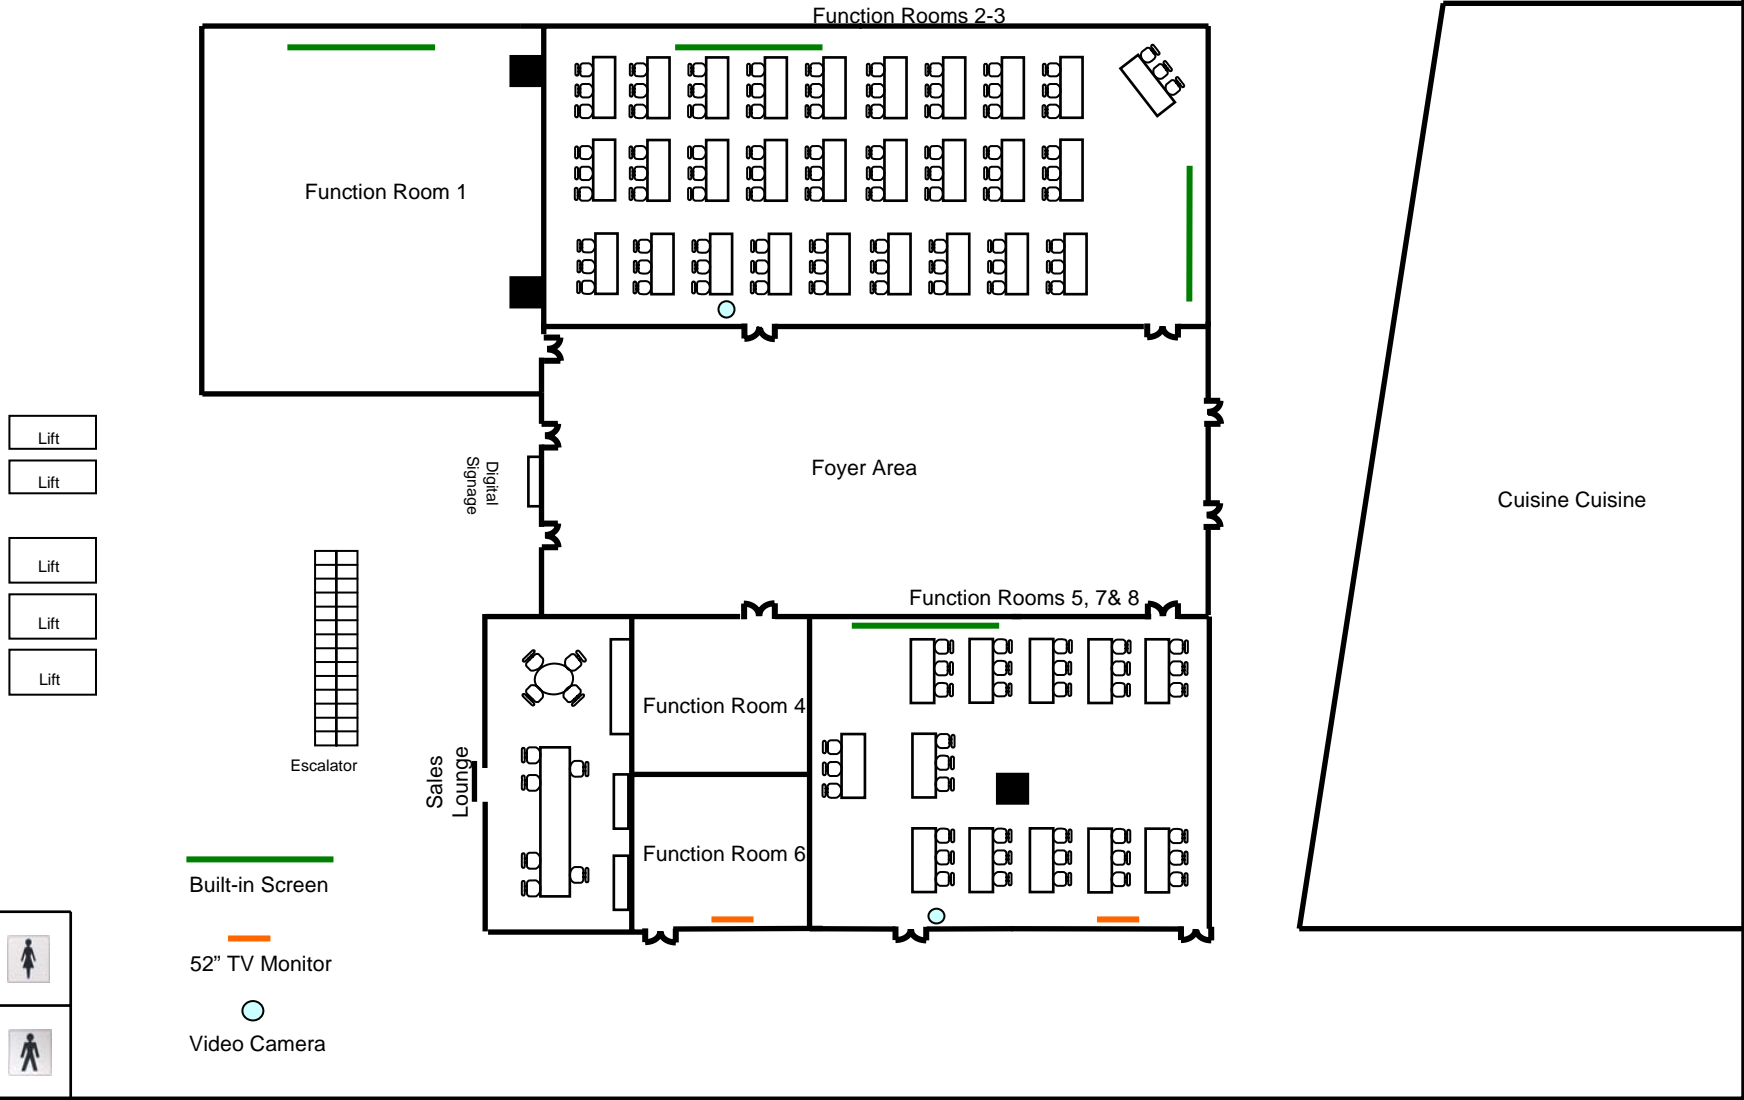 Function Rooms 2-3
Function Room 1
Lift
Lift
Digital
Signage
Foyer Area
Cuisine Cuisine
Lift
Lift
Lift
Function Rooms 5, 7& 8
Function Room 4
Escalator
Sales
Lounge
Function Room 6
Built-in Screen
52” TV Monitor
Video Camera